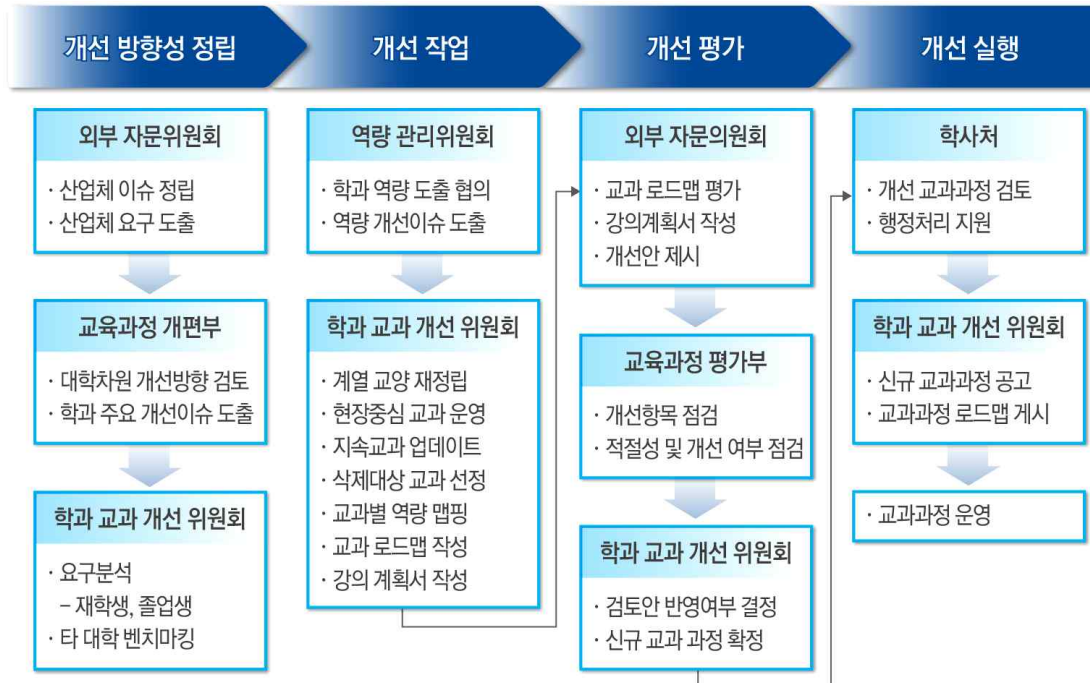 개선 방향성 정립
개선 작업
개선 평가
개선 실행
외부 자문위원회
· 산업체 이슈 정립
· 산업체 요구 도출
교육과정 개편부
· 대학차원 개선방향 검토
· 학과 주요 개선이슈 도출
학과 교과 개선 위원회
· 요구분석
– 재학생, 졸업생
· 타 대학 벤치마킹
역량 관리위원회
· 학과 역량 도출 협의
· 역량 개선이슈 도출
학과 교과 개선 위원회
· 계열 교양 재정립
· 현장중심 교과 운영
· 지속교과 업데이트
· 삭제대상 교과 선정
· 교과별 역량 맵핑
· 교과 로드맵 작성
· 강의 계획서 작성
외부 자문의원회
· 교과 로드맵 평가
· 강의계획서 작성
· 개선안 제시
교육과정 평가부
· 개선항목 점검
· 적절성 및 개선 여부 점검
학과 교과 개선 위원회
· 검토안 반영여부 결정
· 신규 교과 과정 확정
학사처
· 개선 교과과정 검토
· 행정처리 지원
학과 교과 개선 위원회
· 신규 교과과정 공고
· 교과과정 로드맵 게시
· 교과과정 운영